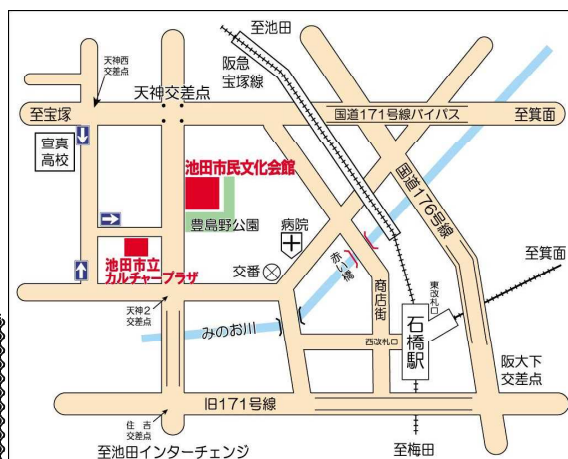 至池田
天神西
交差点
阪急
宝塚線
天神交差点
至宝塚
国道171号線バイパス
至箕面
宣真
高校
池田市民文化会館
国道176号線
豊島野公園
病院
赤い橋
至箕面
池田市立
カルチャープラザ
交番
商店街
東改札口
天神2
交差点
みのお川
石橋駅
西改札口
阪大下
交差点
旧171号線
住吉
交差点
至池田インターチェンジ
至梅田